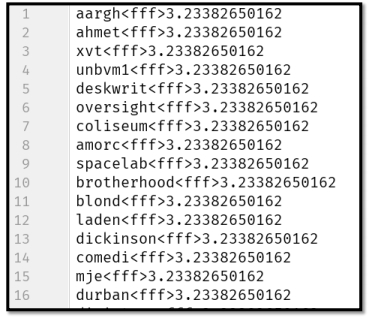 1 aargh<fff>3.23382650162
2 ahmet<fff>3.23382650162
3 xvt<fff>3.23382650162
4 unbvm1<fff>3.23382650162
5 deskwrit<fff>3.23382650162
6 oversight<fff>3.23382650162
7 coliseum<fff>3.23382650162
8 amorc<fff>3.23382650162
9 spacelab<fff>3.23382650162
10 brotherhood<fff>3.23382650162
11 blond<fff>3.23382650162
12 laden<fff>3.23382650162
13 dickinson<fff>3.23382650162
14 comedi<fff>3.23382650162
15 mje<fff>3.23382650162
16 durban<fff>3.23382650162